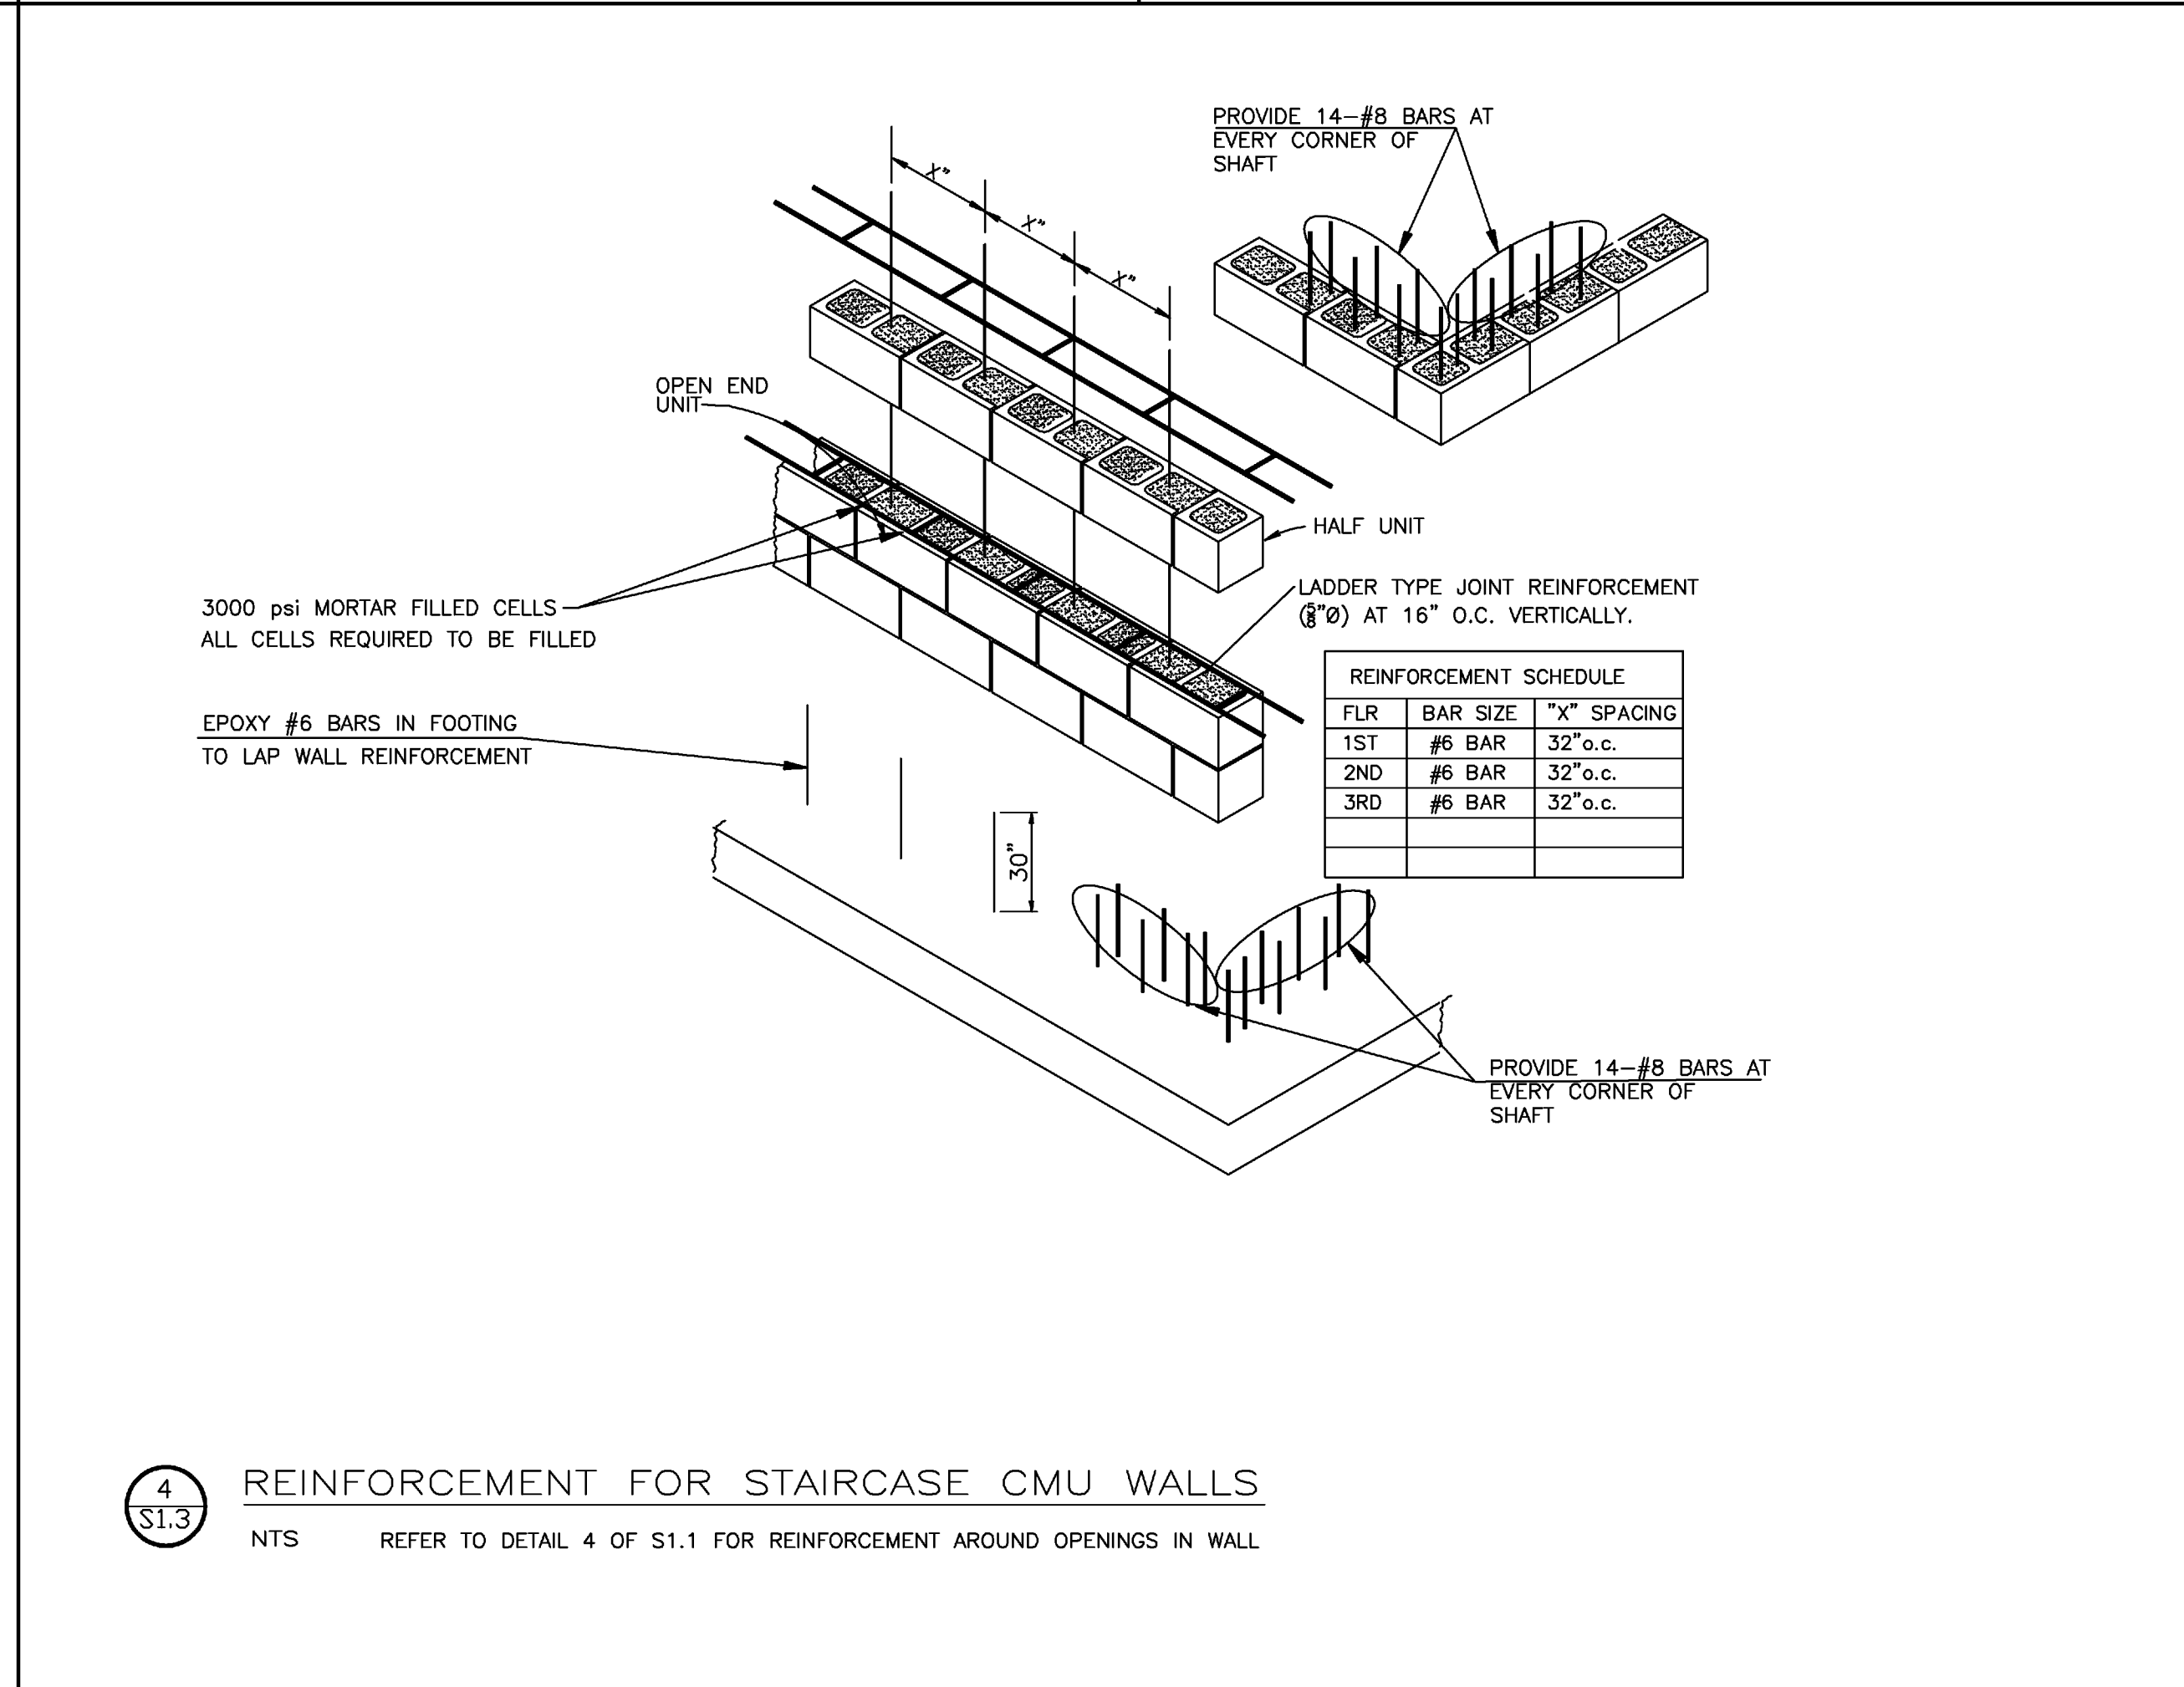 PROVIDE 14-#8 BARS AT
EVERY CORNER OF
SHAFT
X"
X"
X"
OPEN END
UNIT
HALF UNIT
3000 psi MORTAR FILLED CELLS
ALL CELLS REQUIRED TO BE FILLED
LADDER TYPE JOINT REINFORCEMENT
(5/8"Ø) AT 16" O.C. VERTICALLY.
REINFORCEMENT SCHEDULE
FLR BAR SIZE "X" SPACING
1ST #6 BAR 32"o.c.
2ND #6 BAR 32"o.c.
3RD #6 BAR 32"o.c.
EPOXY #6 BARS IN FOOTING
TO LAP WALL REINFORCEMENT
30"
PROVIDE 14-#8 BARS AT
EVERY CORNER OF
SHAFT
4
S1.3
REINFORCEMENT FOR STAIRCASE CMU WALLS
NTS REFER TO DETAIL 4 OF S1.1 FOR REINFORCEMENT AROUND OPENINGS IN WALL